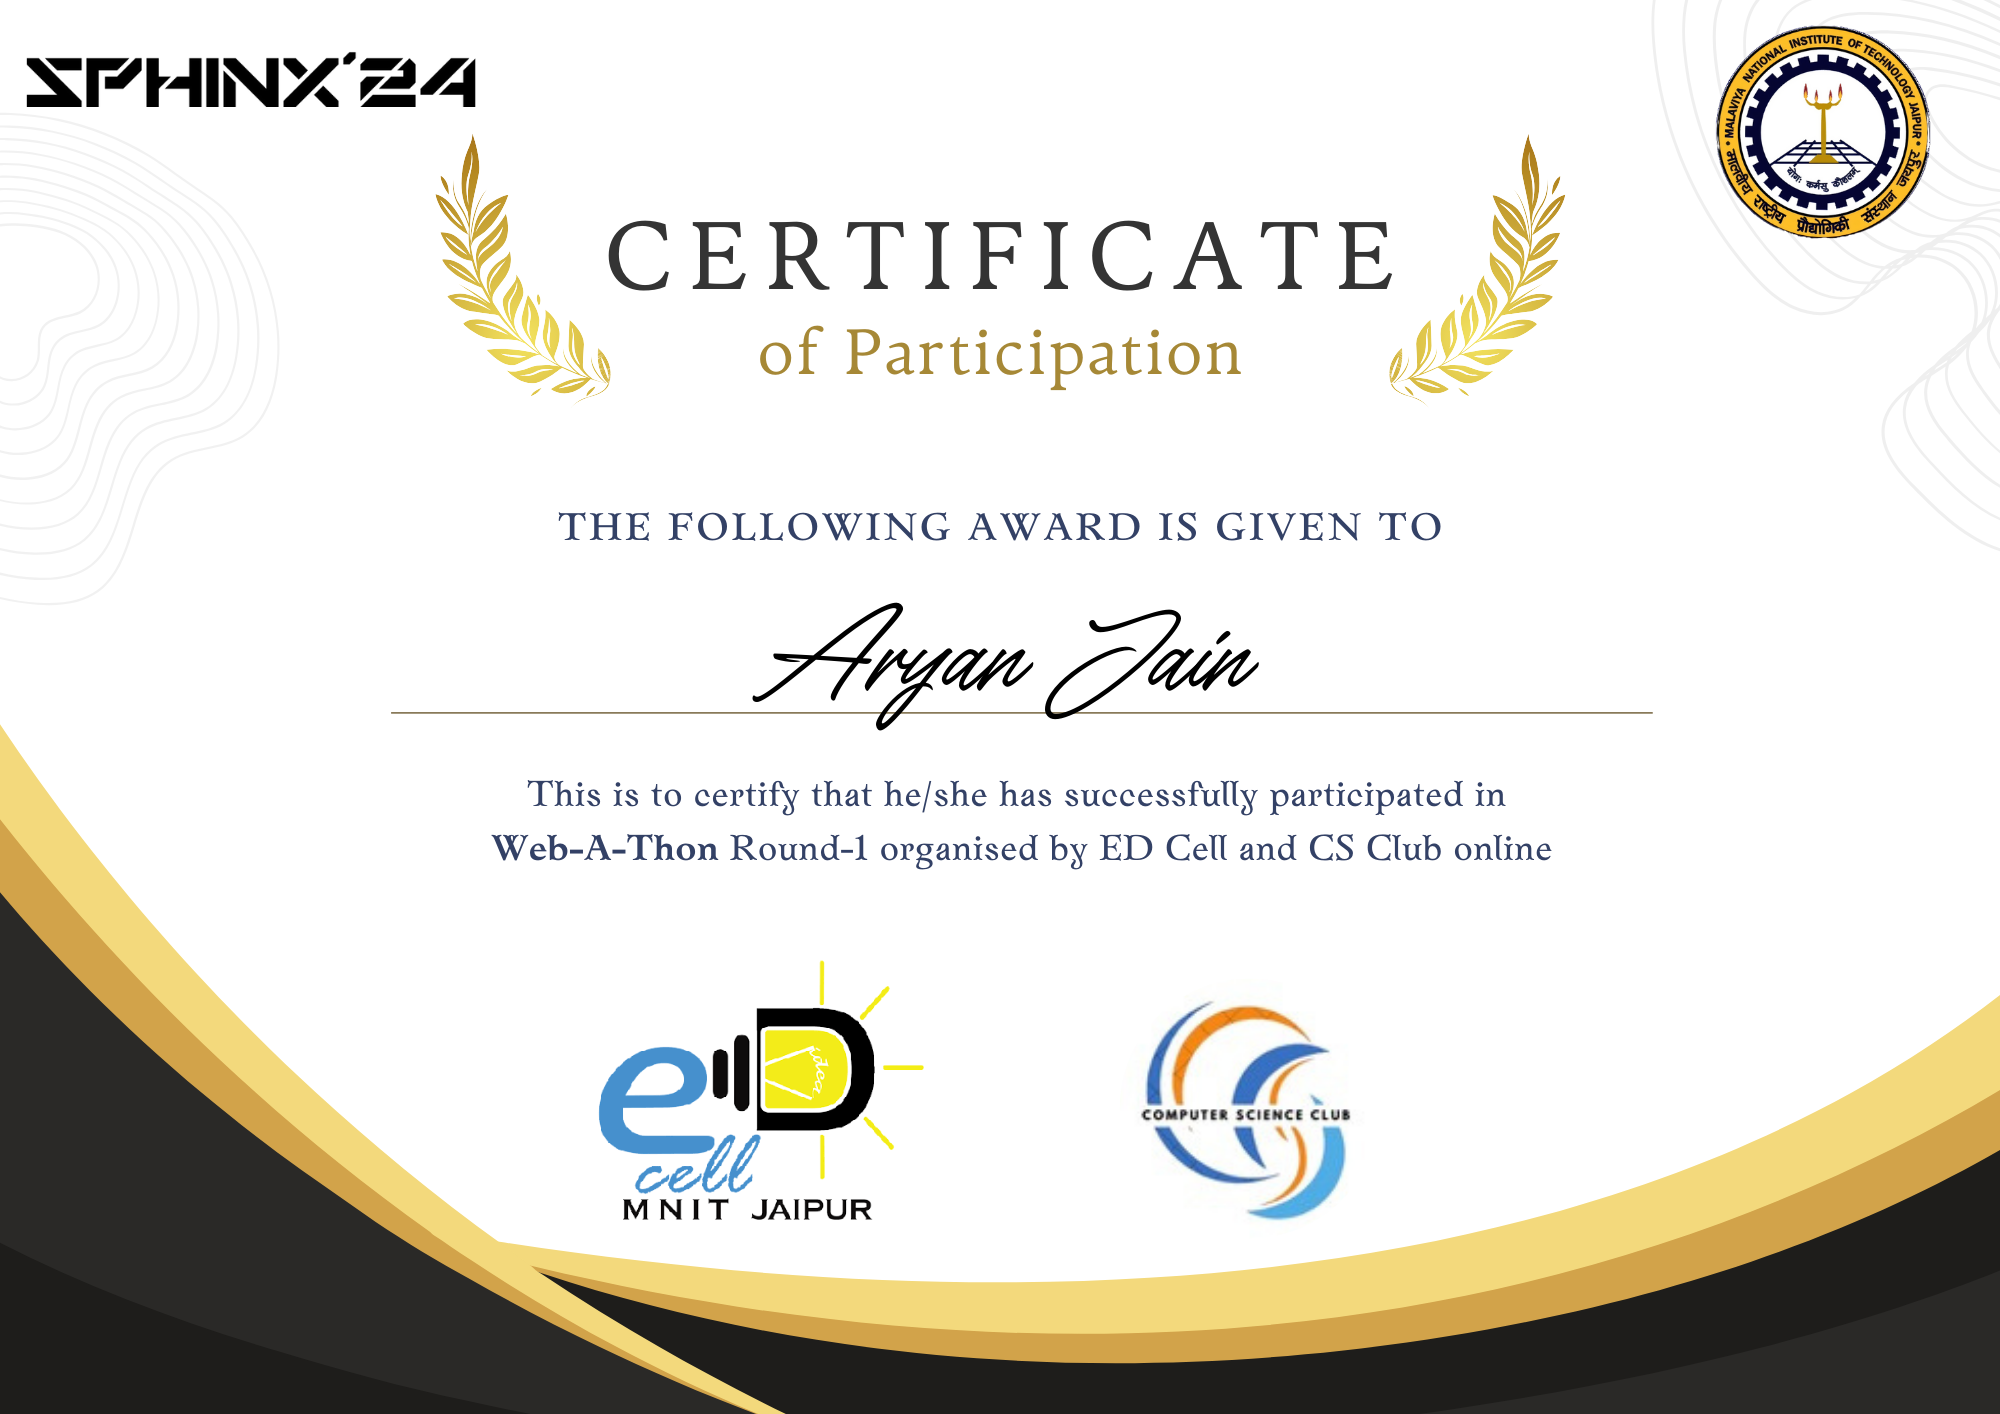 SPHINX'24
• MALAVIYA NATIONAL INSTITUTE OF TECHNOLOGY JAIPUR •
मालवीय राष्ट्रीय प्रौद्योगिकी संस्थान जयपुर
योगः कर्मसु कौशलम्
CERTIFICATE
of Participation
THE FOLLOWING AWARD IS GIVEN TO
Aryan Jain
This is to certify that he/she has successfully participated in
Web-A-Thon Round-1 organised by ED Cell and CS Club online
eD
idea
cell
MNIT JAIPUR
COMPUTER SCIENCE CLUB